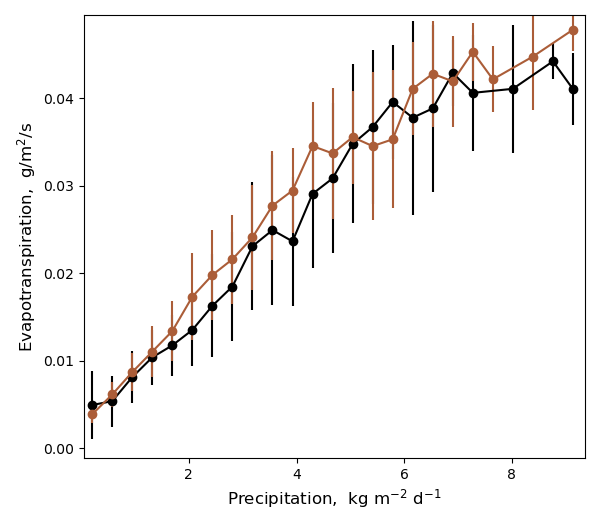 0.04
0.03
0.02
0.01
0.00
Evapotranspiration,  g/m²/s
2 4 6 8
Precipitation,  kg m⁻² d⁻¹